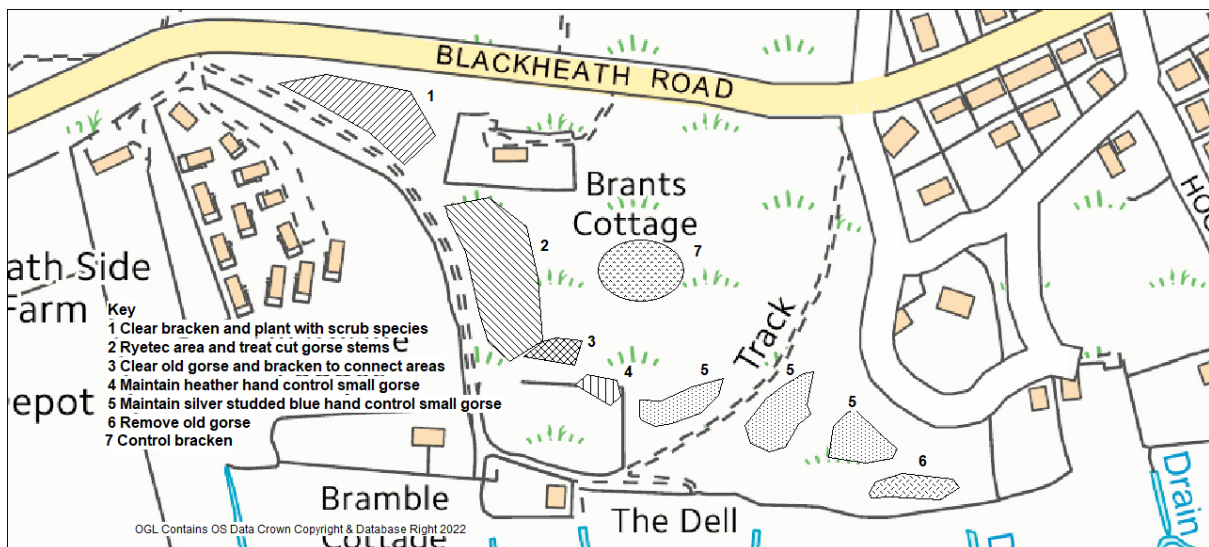 BLACKHEATH ROAD
1
Brants
Cottage
HOO
2
7
ath Side
Farm
Key
1 Clear bracken and plant with scrub species
2 Ryetec area and treat cut gorse stems
3 Clear old gorse and bracken to connect areas
4 Maintain heather hand control small gorse
5 Maintain silver studded blue hand control small gorse
6 Remove old gorse
7 Control bracken
epot
Track
3
4
5
5
5
6
Bramble
Cottage
The Dell
Drain
OGL Contains OS Data Crown Copyright & Database Right 2022